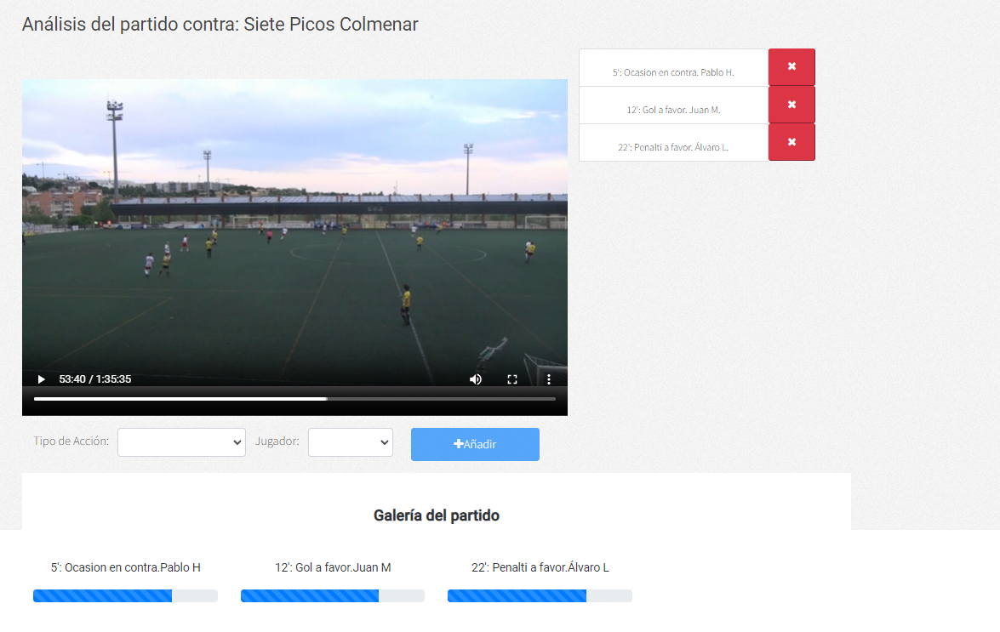 Análisis del partido contra: Siete Picos Colmenar
5': Ocasion en contra. Pablo H.
12': Gol a favor. Juan M.
22': Penalti a favor. Álvaro L.
53:40 / 1:35:35
Tipo de Acción:
Jugador:
Añadir
Galería del partido
5': Ocasion en contra.Pablo H
12': Gol a favor.Juan M
22': Penalti a favor.Álvaro L